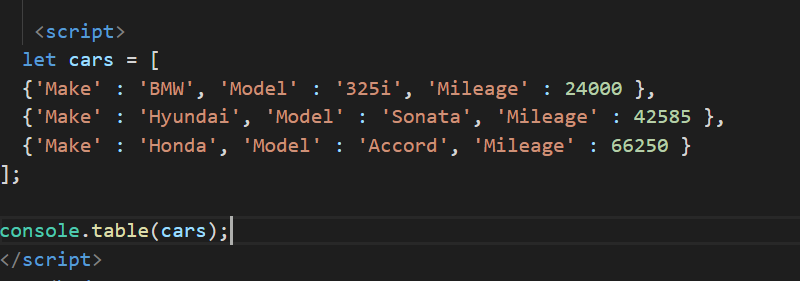 <script>
let cars = [
{'Make' : 'BMW', 'Model' : '325i', 'Mileage' : 24000 },
{'Make' : 'Hyundai', 'Model' : 'Sonata', 'Mileage' : 42585 },
{'Make' : 'Honda', 'Model' : 'Accord', 'Mileage' : 66250 }
];
console.table(cars);
</script>